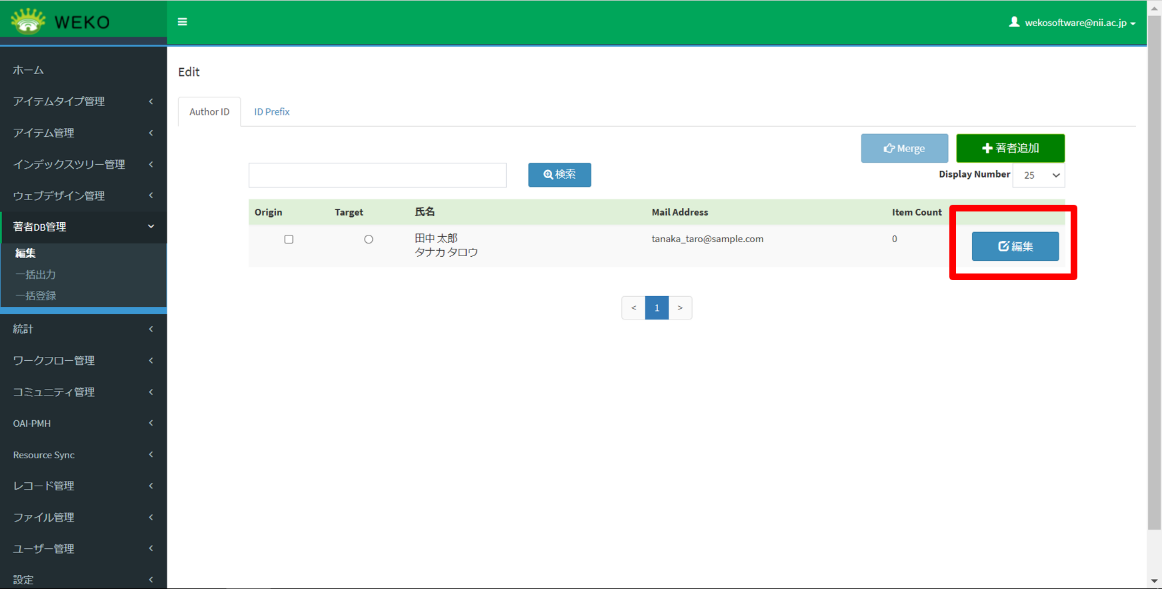 WEKO
wekosoftware@nii.ac.jp
ホーム
アイテムタイプ管理
アイテム管理
インデックスツリー管理
ウェブデザイン管理
著者DB管理
編集
一括出力
一括登録
統計
ワークフロー管理
コミュニティ管理
OAI-PMH
Resource Sync
レコード管理
ファイル管理
ユーザー管理
設定
Edit
Author ID
ID Prefix
Merge
著者追加
検索
Display Number 25
Origin Target 氏名 Mail Address Item Count
田中 太郎 tanaka_taro@sample.com 0 編集
タナカ タロウ
< 1 >